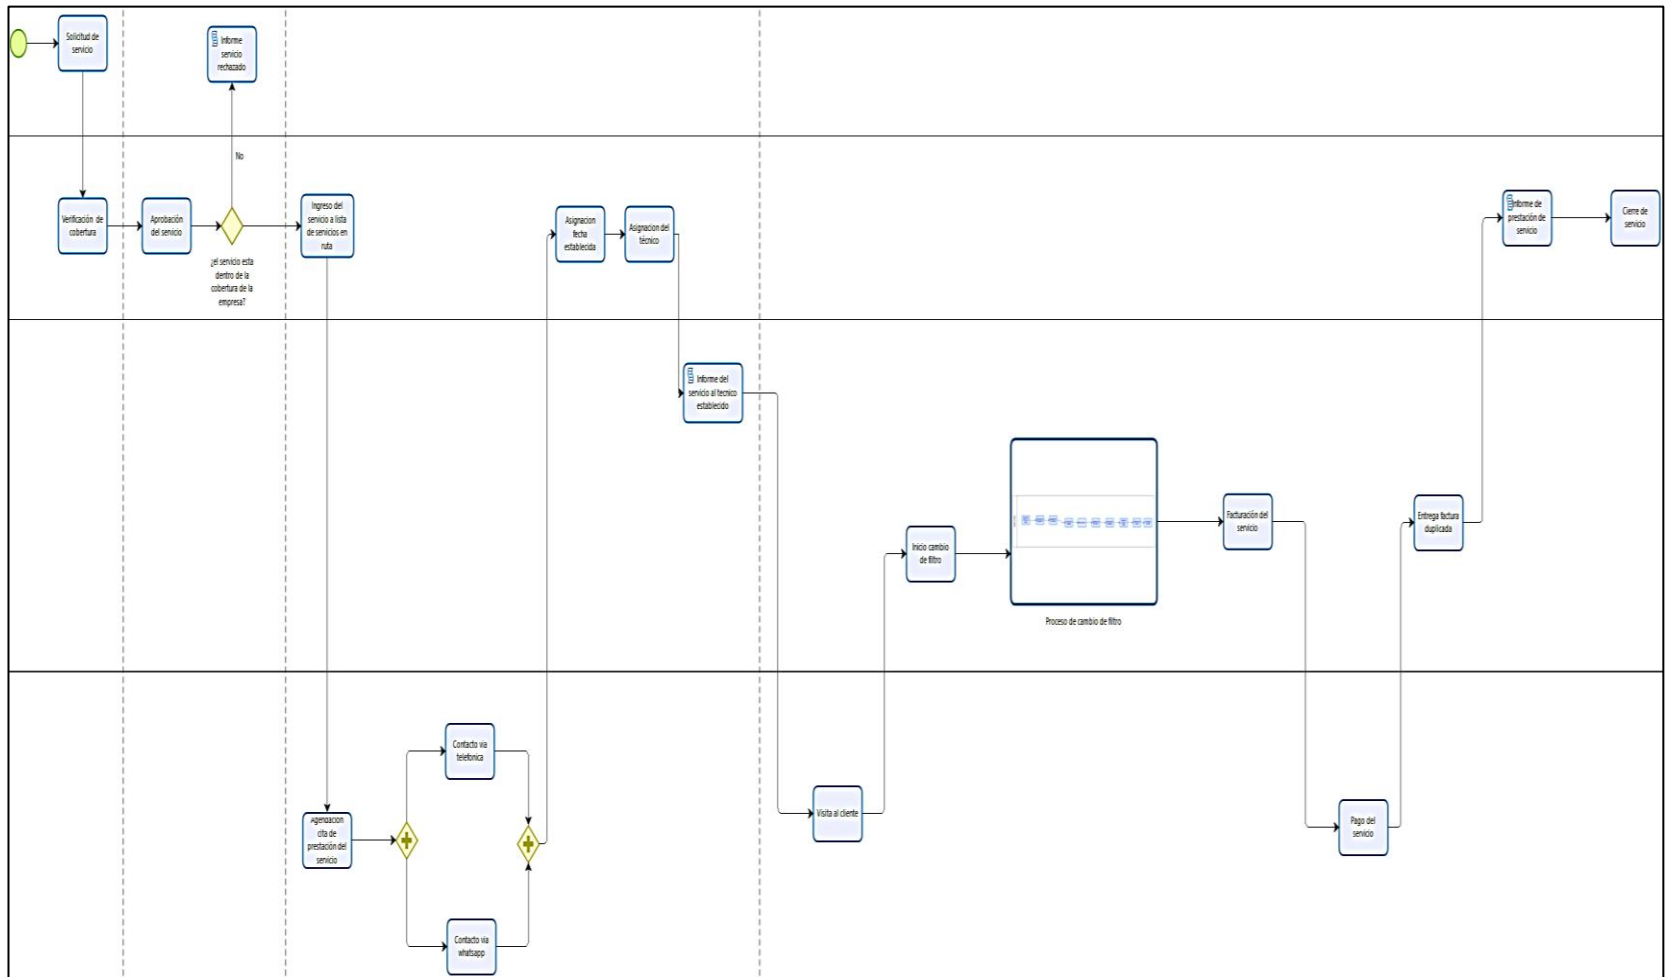 Solicitud de
servicio
Informe
servicio
rechazado
No
Verificación de
cobertura
Aprobación
del servicio
¿el servicio esta
dentro de la
cobertura de la
empresa?
Ingreso del
servicio a lista
de servicios en
ruta
Asignacion
fecha
establecida
Asignacion del
técnico
Informe de
prestación de
servicio
Cierre de
servicio
Informe del
servicio al tecnico
establecido
Inicio cambio
de filtro
Proceso de cambio de filtro
Facturación del
servicio
Entrega factura
duplicada
Agendacion
cita de
prestación del
servicio
Contacto via
telefonica
Contacto via
whatsapp
Visita al cliente
Pago del
servicio